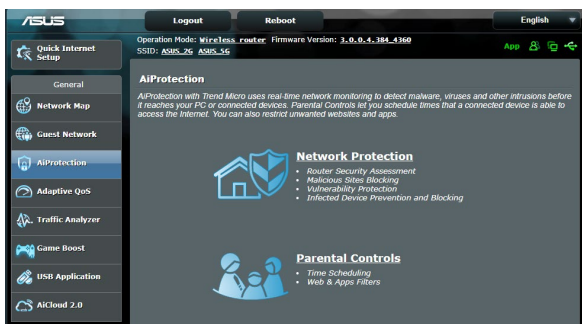 ASUS
Logout
Reboot
English
Operation Mode: Wireless router Firmware Version: 3.0.0.4.384_4360
SSID: ASUS_2G ASUS_5G
App
Quick Internet
Setup
General
Network Map
Guest Network
AiProtection
Adaptive QoS
Traffic Analyzer
Game Boost
USB Application
AiCloud 2.0
AiProtection
AiProtection with Trend Micro uses real-time network monitoring to detect malware, viruses and other intrusions before
it reaches your PC or connected devices. Parental Controls let you schedule times that a connected device is able to
access the Internet. You can also restrict unwanted websites and apps.
Network Protection
• Router Security Assessment
• Malicious Sites Blocking
• Vulnerability Protection
• Infected Device Prevention and Blocking
Parental Controls
• Time Scheduling
• Web & Apps Filters